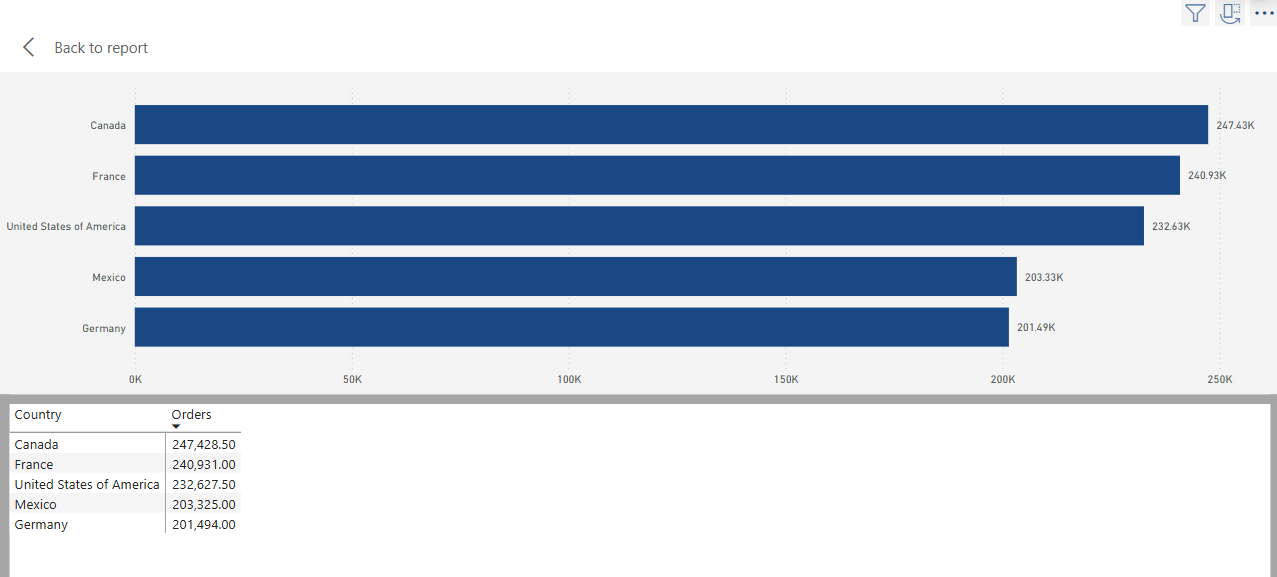 Back to report
Canada 247.43K
France 240.93K
United States of America 232.63K
Mexico 203.33K
Germany 201.49K
0K 50K 100K 150K 200K 250K
Country Orders
Canada 247,428.50
France 240,931.00
United States of America 232,627.50
Mexico 203,325.00
Germany 201,494.00